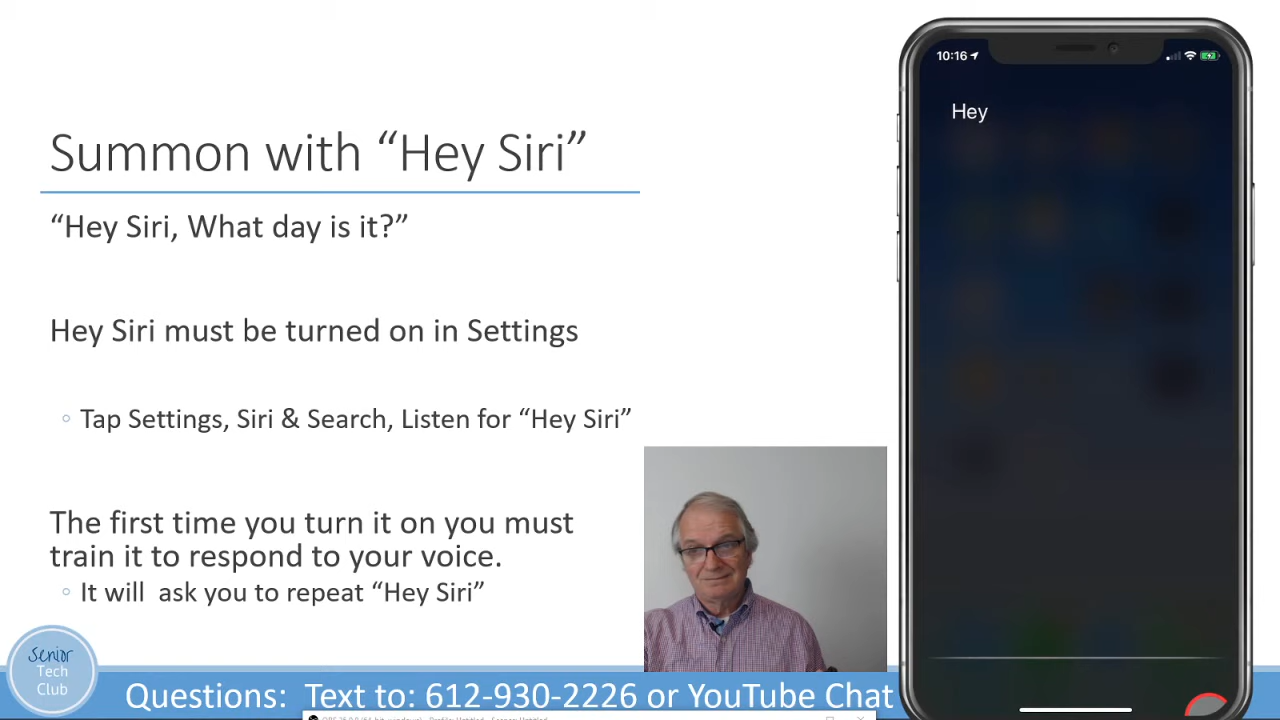 Summon with “Hey Siri”
“Hey Siri, What day is it?”
Hey Siri must be turned on in Settings
Tap Settings, Siri & Search, Listen for “Hey Siri”
The first time you turn it on you must
train it to respond to your voice.
It will  ask you to repeat “Hey Siri”
Senior
Tech
Club
Questions:  Text to: 612-930-2226 or YouTube Chat
10:16
Hey